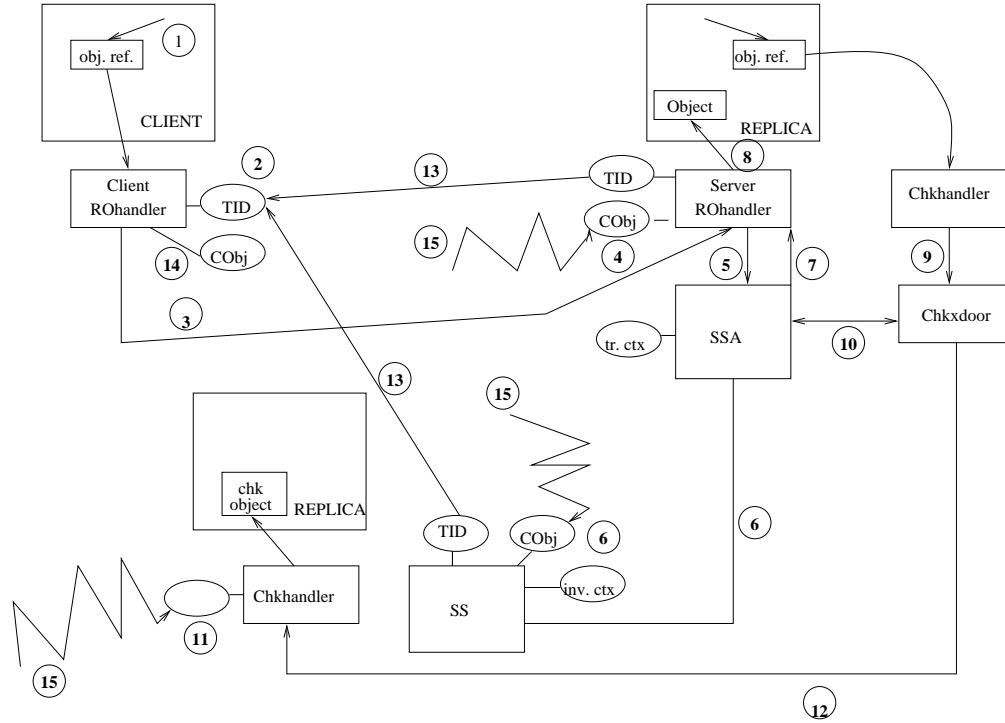 1
obj. ref.
CLIENT
obj. ref.
Object
REPLICA
2
13
8
Client
ROhandler
TID
TID
Server
ROhandler
Chkhandler
15
CObj
4
14
CObj
5
7
9
3
tr. ctx
SSA
10
Chkxdoor
13
15
chk
object
REPLICA
TID
CObj
6
6
Chkhandler
SS
inv. ctx
11
15
12